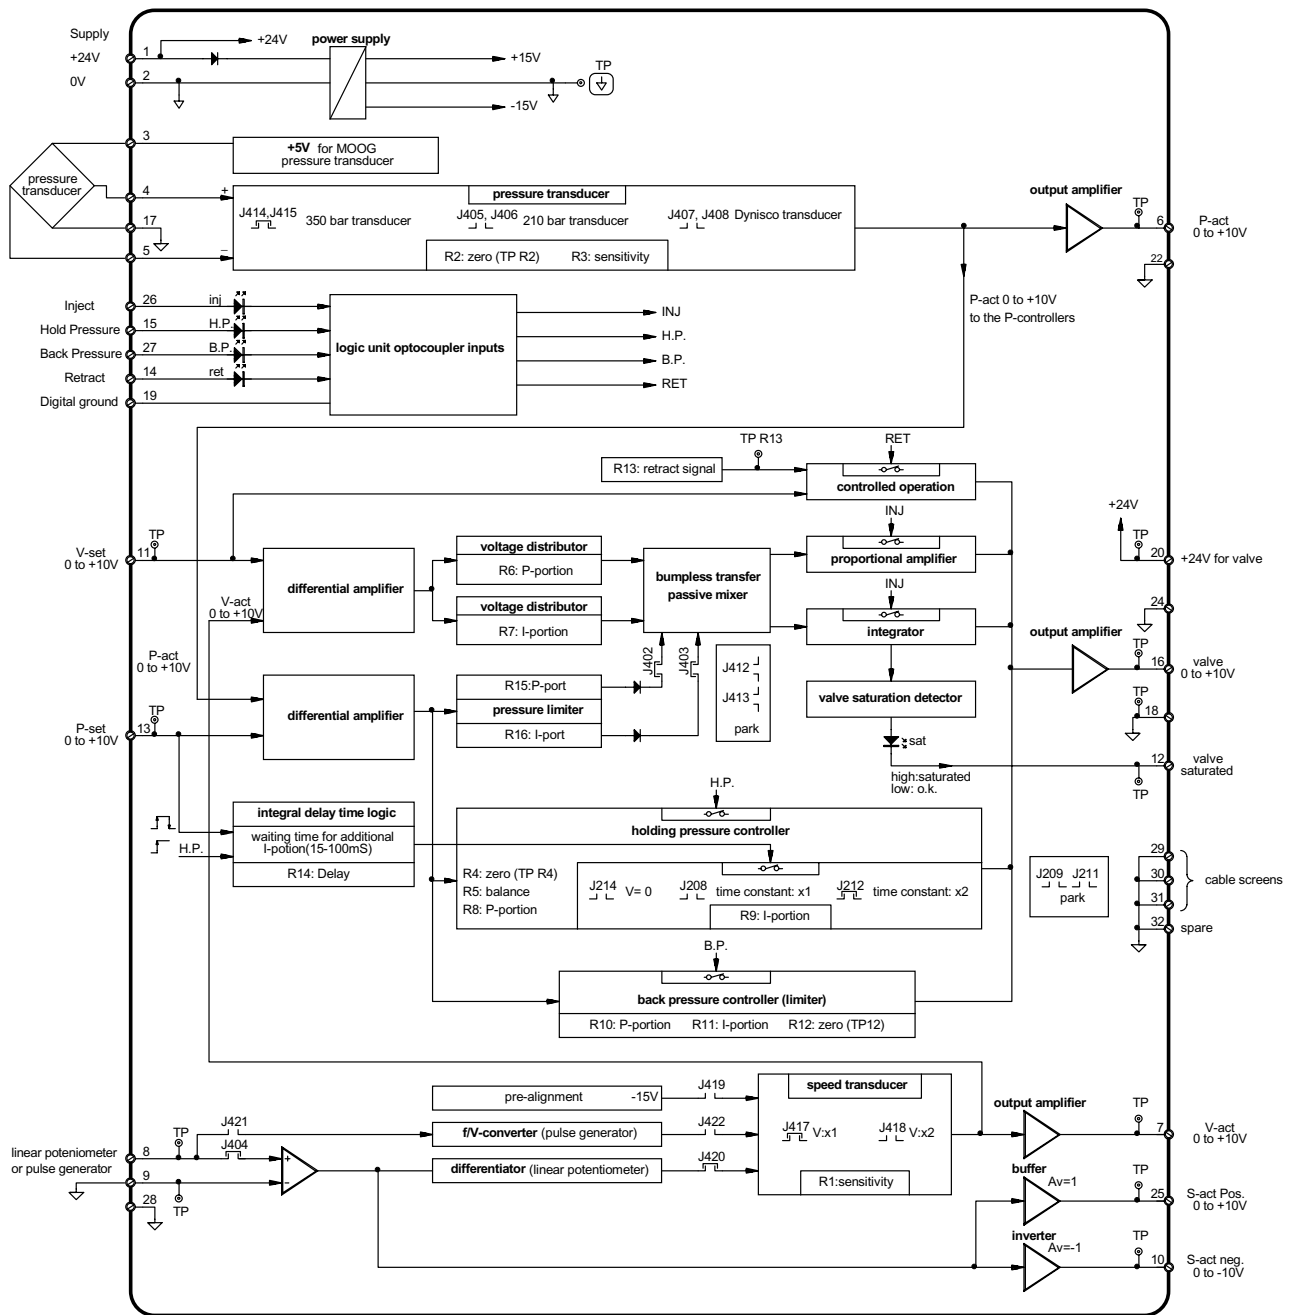 Supply
+24V
power supply
+24V
1
+15V
0V
2
TP
-15V
3
+5V for MOOG
pressure transducer
pressure
transducer
4
+
pressure transducer
output amplifier
TP
J414,J415
350 bar transducer
J405, J406
210 bar transducer
J407, J408 Dynisco transducer
6
P-act
0 to +10V
17
5
–
R2: zero (TP R2)
R3: sensitivity
22
P-act 0 to +10V
to the P-controllers
Inject
26
inj
INJ
Hold Pressure
15
H.P.
H.P.
Back Pressure
27
B.P.
logic unit optocoupler inputs
B.P.
Retract
14
ret
RET
Digital ground
19
TP R13
RET
R13: retract signal
controlled operation
+24V
INJ
TP
V-set
0 to +10V
11
TP
voltage distributor
R6: P-portion
proportional amplifier
20
+24V for valve
differential amplifier
bumpless transfer
passive mixer
V-act
0 to +10V
voltage distributor
R7: I-portion
INJ
integrator
24
output amplifier
TP
P-act
0 to +10V
J402
J403
J412
J413
park
16
valve
0 to +10V
R15:P-port
pressure limiter
R16: I-port
valve saturation detector
TP
18
P-set
0 to +10V
13
TP
differential amplifier
sat
12
valve
saturated
high:saturated
low: o.k.
TP
H.P.
integral delay time logic
waiting time for additional
I-potion(15-100mS)
R14: Delay
H.P.
holding pressure controller
R4: zero (TP R4)
R5: balance
R8: P-portion
J214
V= 0
J208
time constant: x1
J212
time constant: x2
R9: I-portion
J209
J211
park
29
30
31
cable screens
32
spare
B.P.
back pressure controller (limiter)
R10: P-portion
R11: I-portion
R12: zero (TP12)
pre-alignment
-15V
J419
speed transducer
output amplifier
TP
J421
f/V-converter (pulse generator)
J422
J417
V:x1
J418
V:x2
7
V-act
0 to +10V
linear poteniometer
or pulse generator
8
TP
J404
+
differentiator (linear potentiometer)
J420
R1:sensitivity
buffer
Av=1
TP
9
–
28
TP
25
S-act Pos.
0 to +10V
inverter
Av=-1
TP
10
S-act neg.
0 to -10V